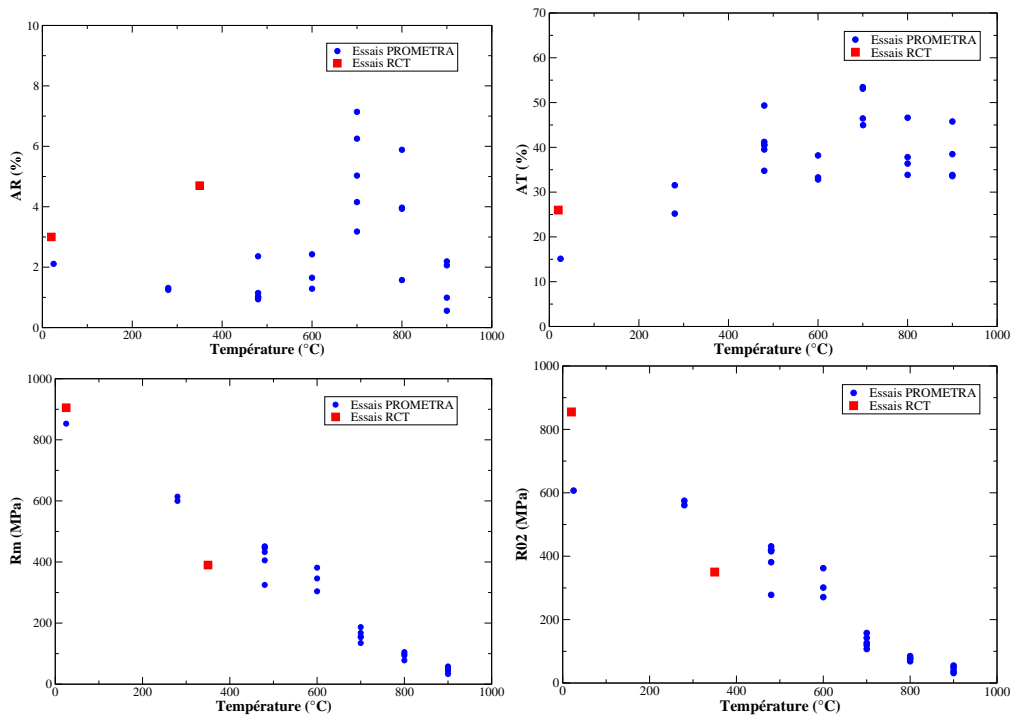 10
8
6
4
2
0
AR (%)
Essais PROMETRA
Essais RCT
0 200 400 600 800 1000
Température (°C)
70
60
50
40
30
20
10
0
AT (%)
Essais PROMETRA
Essais RCT
0 200 400 600 800 1000
Température (°C)
1000
800
600
400
200
0
Rm (MPa)
Essais PROMETRA
Essais RCT
0 200 400 600 800 1000
Température (°C)
1000
800
600
400
200
0
R02 (MPa)
Essais PROMETRA
Essais RCT
0 200 400 600 800 1000
Température (°C)